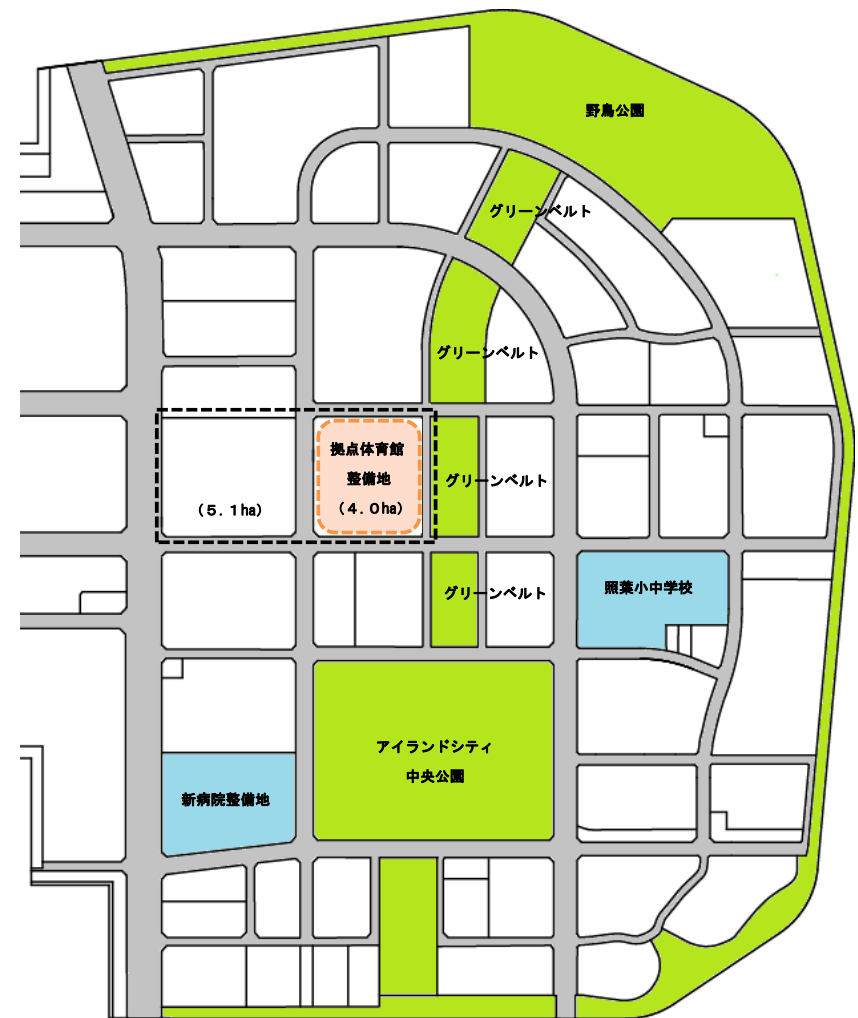 野鳥公園
グリーンベルト
グリーンベルト
拠点体育館
整備地
（４.０ha）
（５.１ha）
グリーンベルト
グリーンベルト
照葉小中学校
アイランドシティ
中央公園
新病院整備地